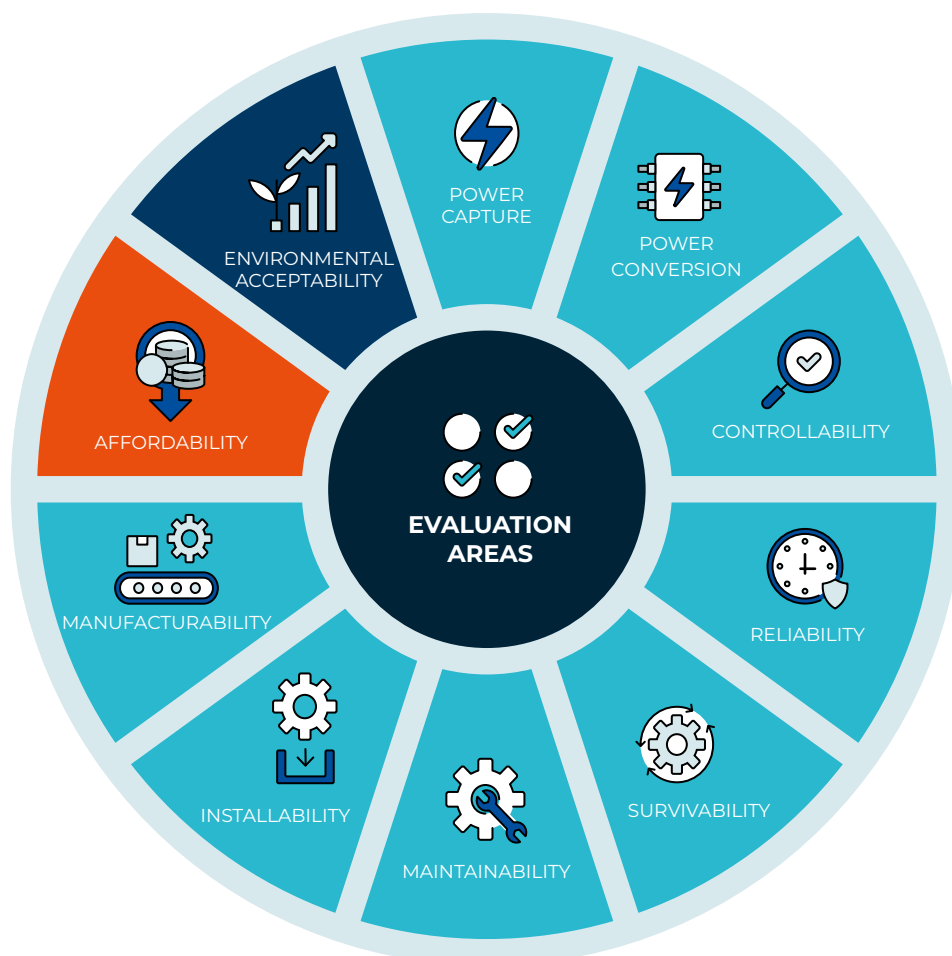 POWER
CAPTURE
POWER
CONVERSION
CONTROLLABILITY
RELIABILITY
SURVIVABILITY
MAINTAINABILITY
INSTALLABILITY
MANUFACTURABILITY
AFFORDABILITY
ENVIRONMENTAL
ACCEPTABILITY
EVALUATION
AREAS